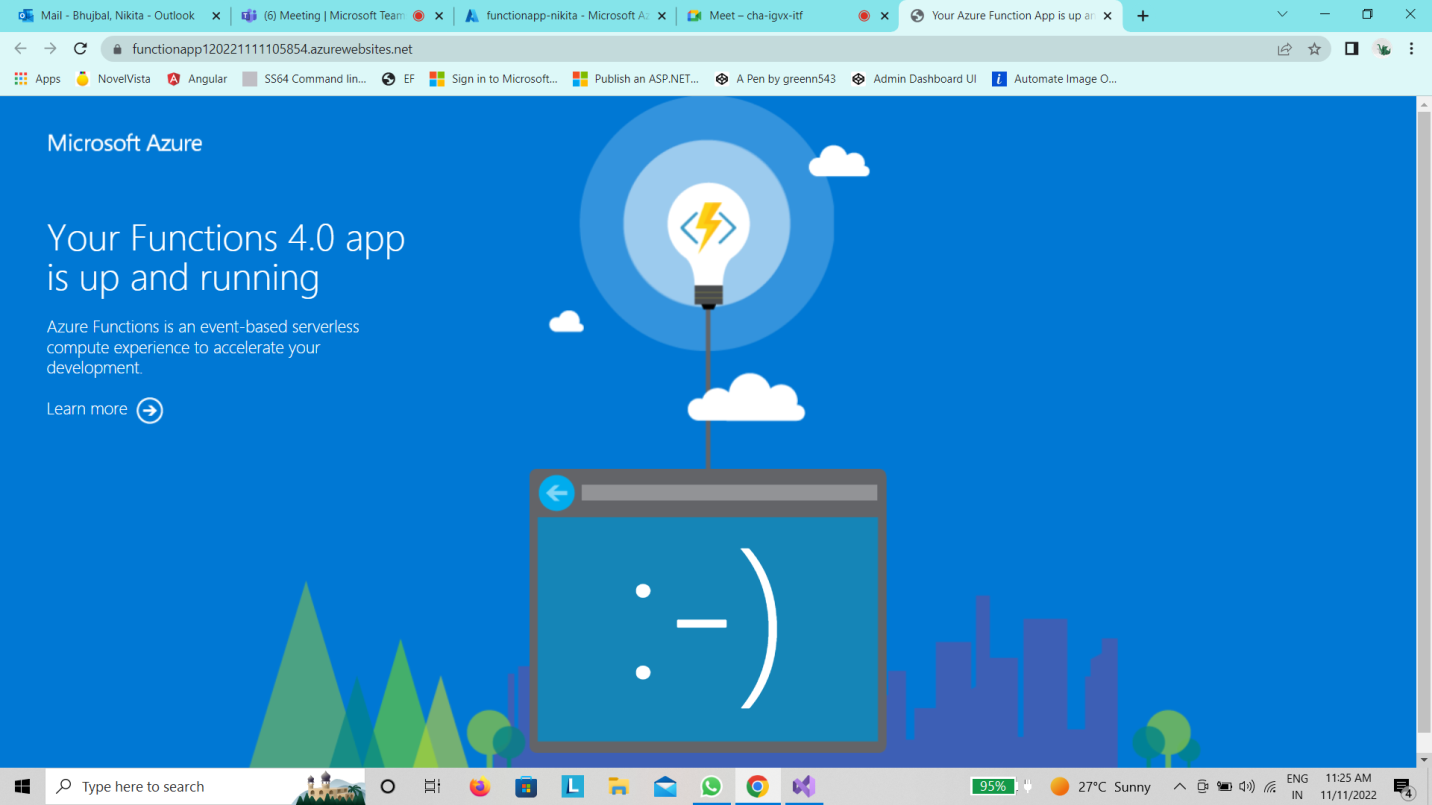 Mail - Bhujbal, Nikita - Outlook
(6) Meeting | Microsoft Team
functionapp-nikita - Microsoft Az
Meet – cha-igvx-itf
Your Azure Function App is up an
functionapp120221111105854.azurewebsites.net
Apps
NovelVista
Angular
SS64 Command lin...
EF
Sign in to Microsoft...
Publish an ASP.NET...
A Pen by greenn543
Admin Dashboard UI
Automate Image O...
Microsoft Azure
Your Functions 4.0 app
is up and running
Azure Functions is an event-based serverless
compute experience to accelerate your
development.
Learn more
:-)
Type here to search
L
95%
27°C Sunny
ENG
IN
11:25 AM
11/11/2022
4